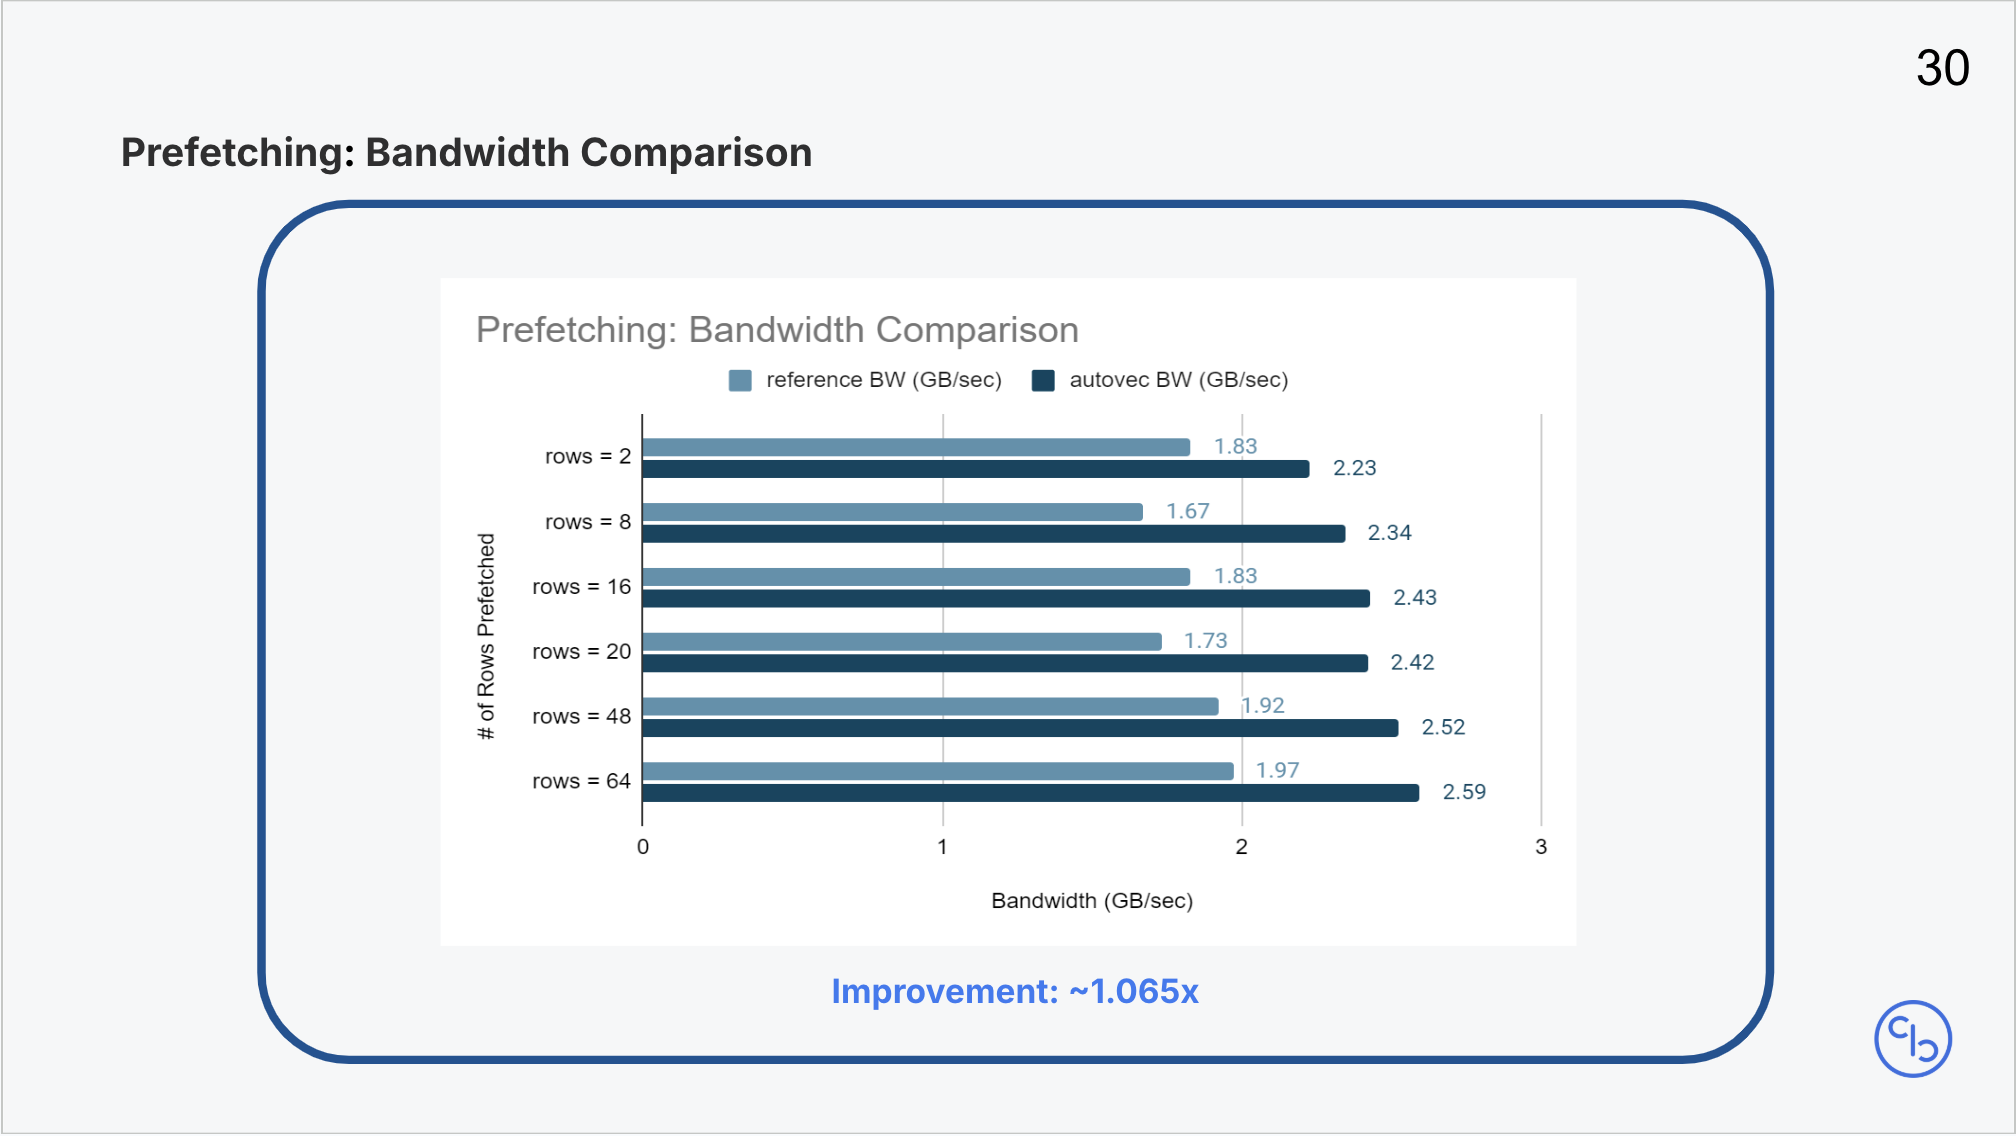 30
Prefetching: Bandwidth Comparison
Prefetching: Bandwidth Comparison
reference BW (GB/sec) autovec BW (GB/sec)
# of Rows Prefetched
rows = 2 1.83
2.23
rows = 8 1.67
2.34
rows = 16 1.83
2.43
rows = 20 1.73
2.42
rows = 48 1.92
2.52
rows = 64 1.97
2.59
0 1 2 3
Bandwidth (GB/sec)
Improvement: ~1.065x